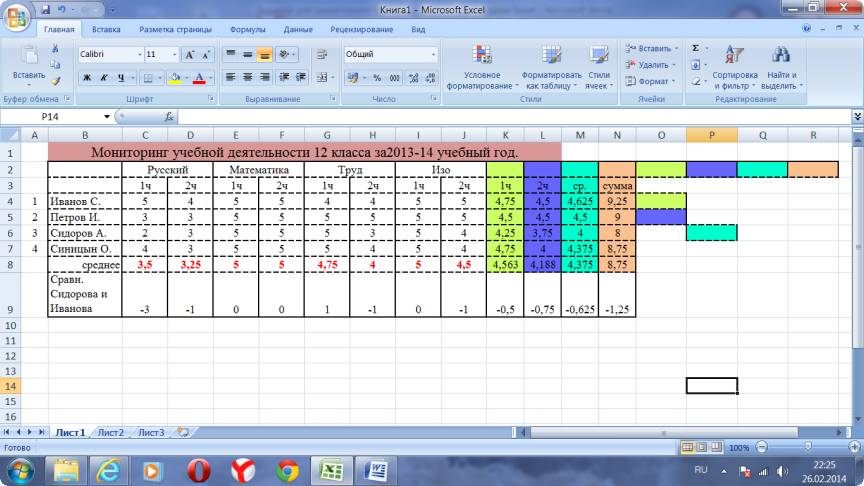 Книга1 - Microsoft Excel
Главная Вставка Разметка страницы Формулы Данные Рецензирование Вид
Вставить
Calibri 11
Ж К Ч
Общий
% 000
Условное форматирование
Форматировать как таблицу
Стили ячеек
Вставить
Удалить
Формат
Σ
Сортировка и фильтр
Найти и выделить
Буфер обмена Шрифт Выравнивание Число Стили Ячейки Редактирование
P14 fx
A B C D E F G H I J K L M N O P Q R
1 Мониторинг учебной деятельности 12 класса за2013-14 учебный год.
2 Русский Математика Труд Изо
3 1ч 2ч 1ч 2ч 1ч 2ч 1ч 2ч 1ч 2ч ср. сумма
4 1 Иванов С. 5 4 5 5 4 4 5 5 4,75 4,5 4,625 9,25
5 2 Петров И. 3 3 5 5 5 5 5 5 4,5 4,5 4,5 9
6 3 Сидоров А. 2 3 5 5 5 3 5 4 4,25 3,75 4 8
7 4 Синицын О. 4 3 5 5 5 4 5 4 4,75 4 4,375 8,75
8 среднее 3,5 3,25 5 5 4,75 4 5 4,5 4,563 4,188 4,375 8,75
Сравн.
Сидорова и
9 Иванова -3 -1 0 0 1 -1 0 -1 -0,5 -0,75 -0,625 -1,25
10
11
12
13
14
15
16
Лист1 Лист2 Лист3
Готово 100%
RU 22:25
26.02.2014